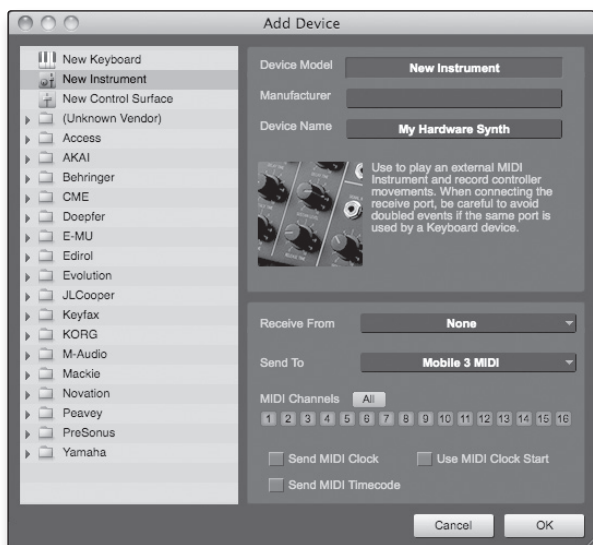 Add Device
New Keyboard
New Instrument
New Control Surface
(Unknown Vendor)
Access
AKAI
Behringer
CME
Doepfer
E-MU
Edirol
Evolution
JLCooper
Keyfax
KORG
M-Audio
Mackie
Novation
Peavey
PreSonus
Yamaha
Device Model
New Instrument
Manufacturer
Device Name
My Hardware Synth
Use to play an external MIDI
Instrument and record controller
movements. When connecting the
receive port, be careful to avoid
doubled events if the same port is
used by a Keyboard device.
Receive From
None
Send To
Mobile 3 MIDI
MIDI Channels
All
1 2 3 4 5 6 7 8 9 10 11 12 13 14 15 16
Send MIDI Clock
Use MIDI Clock Start
Send MIDI Timecode
Cancel
OK